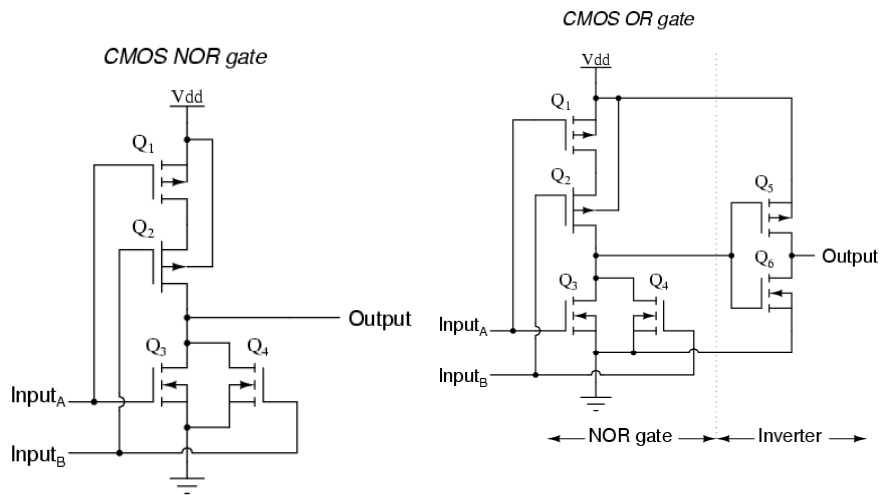 CMOS NOR gate
Vdd
Q1
Q2
Output
Q3
Q4
InputA
InputB
CMOS OR gate
Vdd
Q1
Q2
Q5
Output
Q6
Q3
Q4
InputA
InputB
NOR gate
Inverter